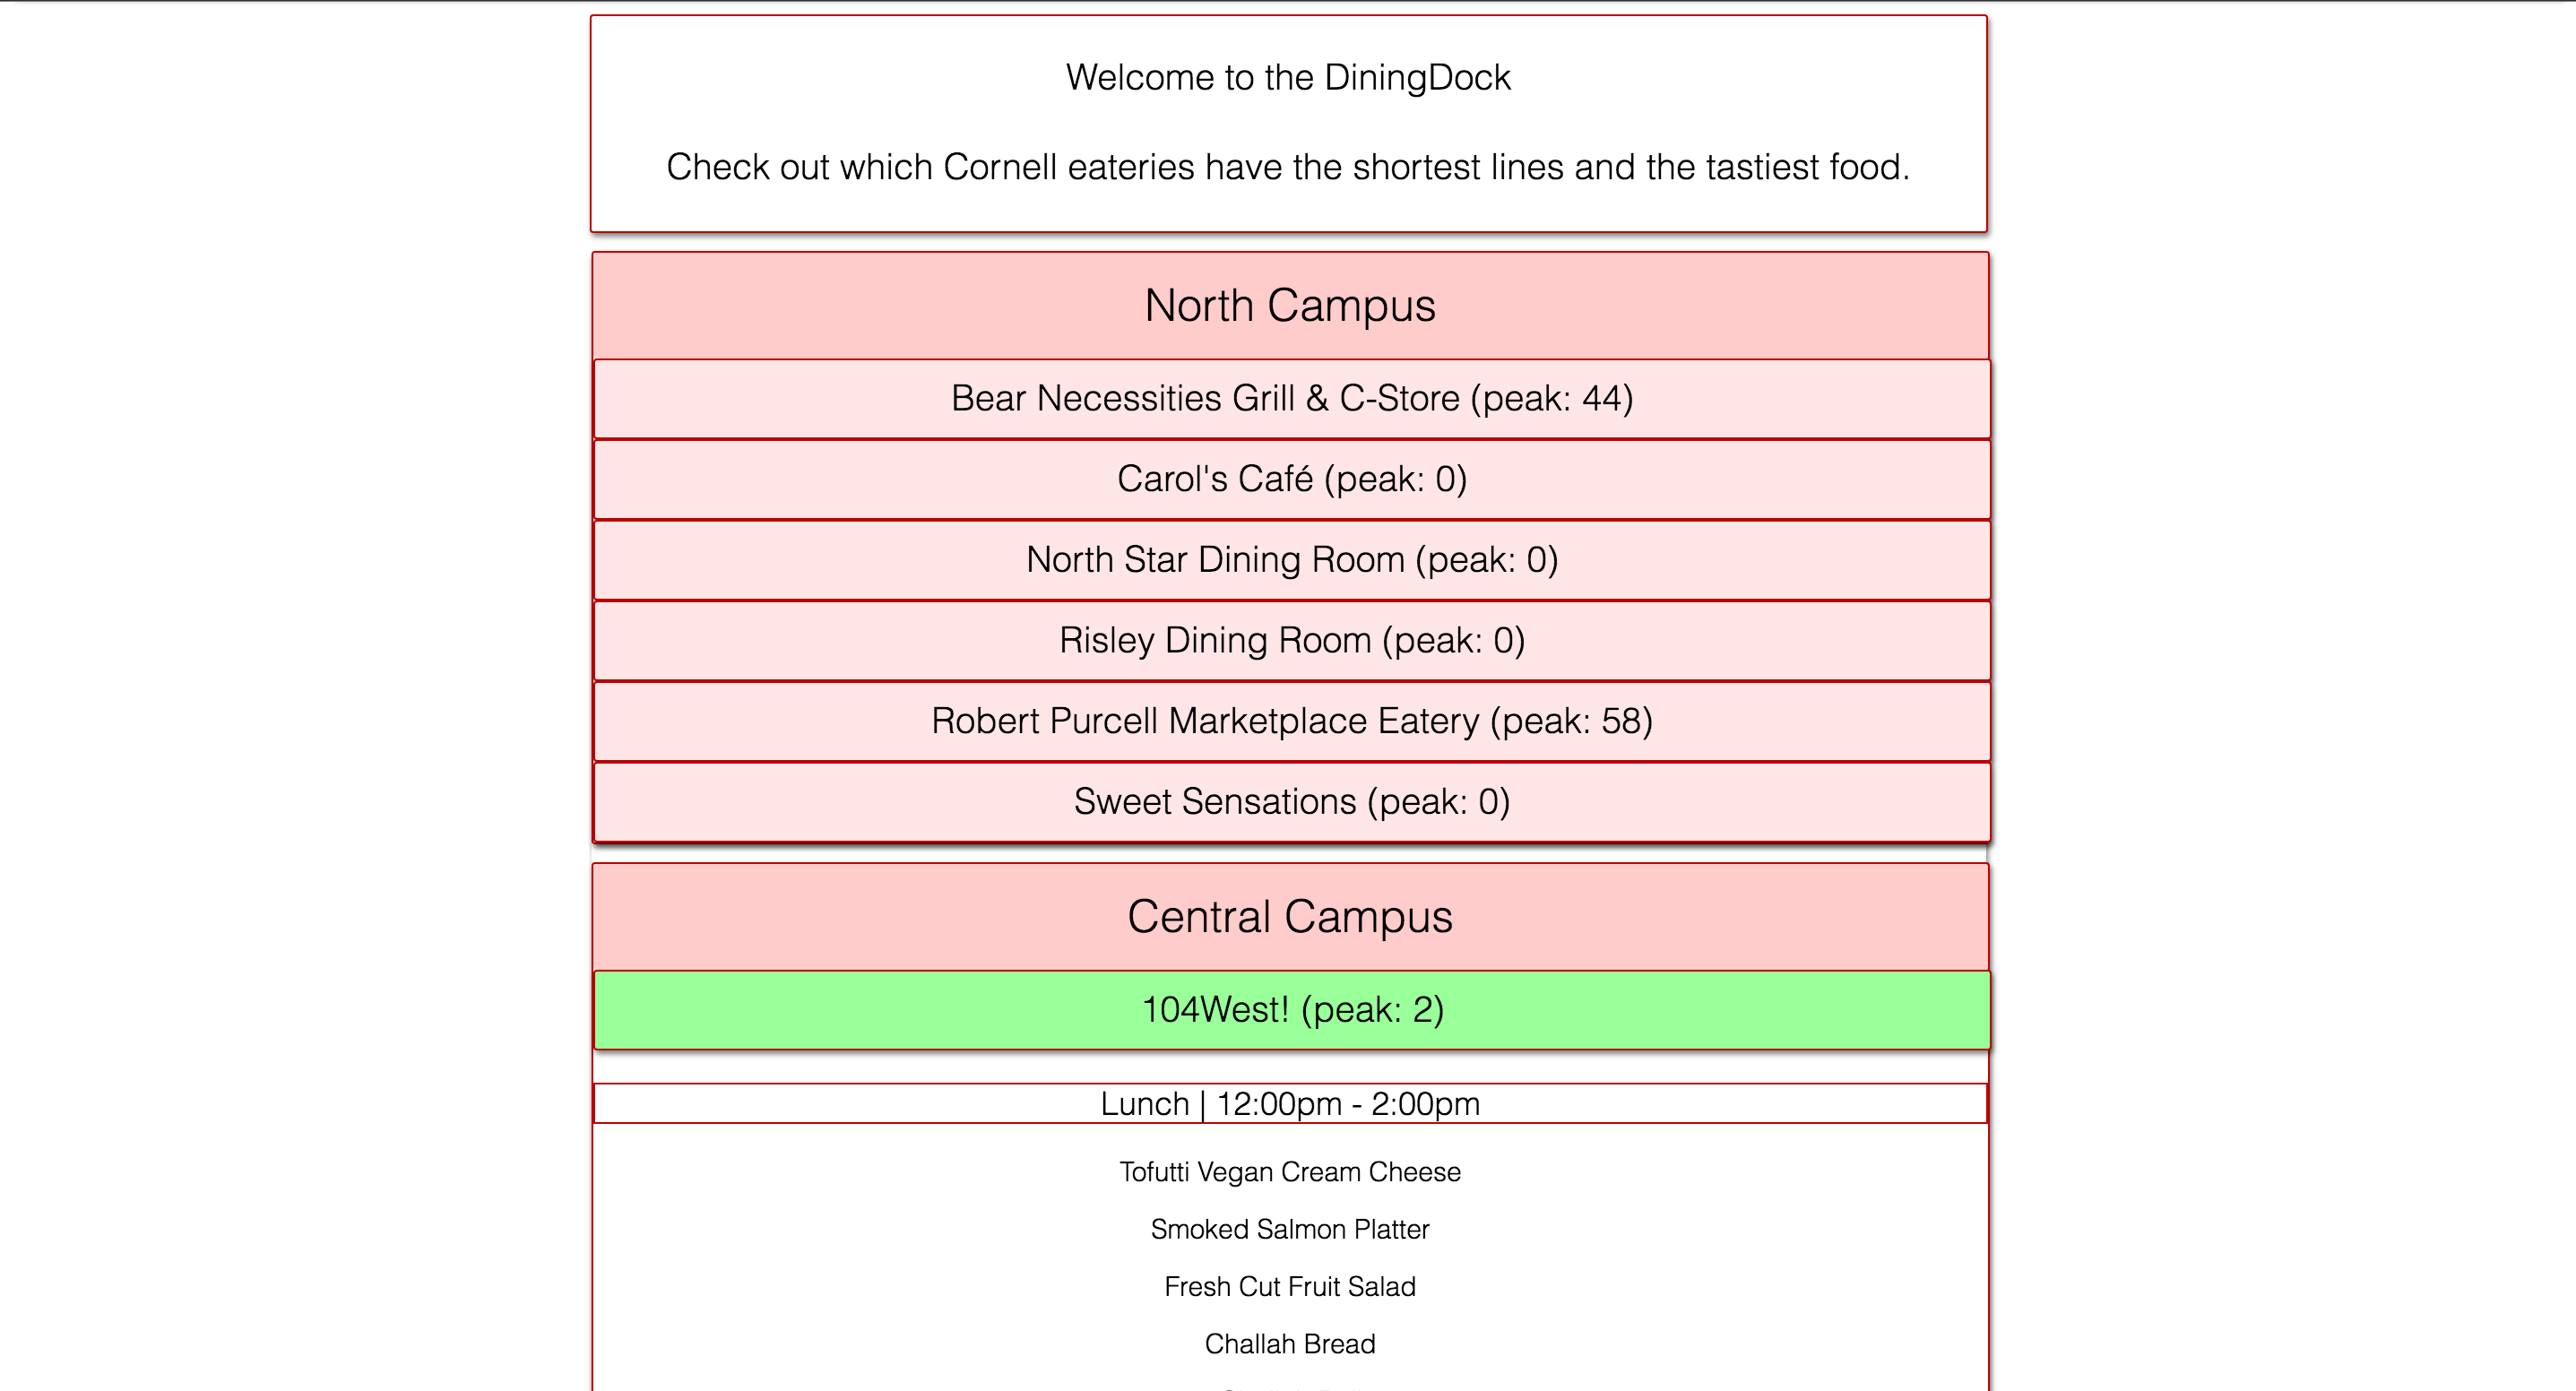 Welcome to the DiningDock
Check out which Cornell eateries have the shortest lines and the tastiest food.
North Campus
Bear Necessities Grill & C-Store (peak: 44)
Carol's Café (peak: 0)
North Star Dining Room (peak: 0)
Risley Dining Room (peak: 0)
Robert Purcell Marketplace Eatery (peak: 58)
Sweet Sensations (peak: 0)
Central Campus
104West! (peak: 2)
Lunch | 12:00pm - 2:00pm
Tofutti Vegan Cream Cheese
Smoked Salmon Platter
Fresh Cut Fruit Salad
Challah Bread